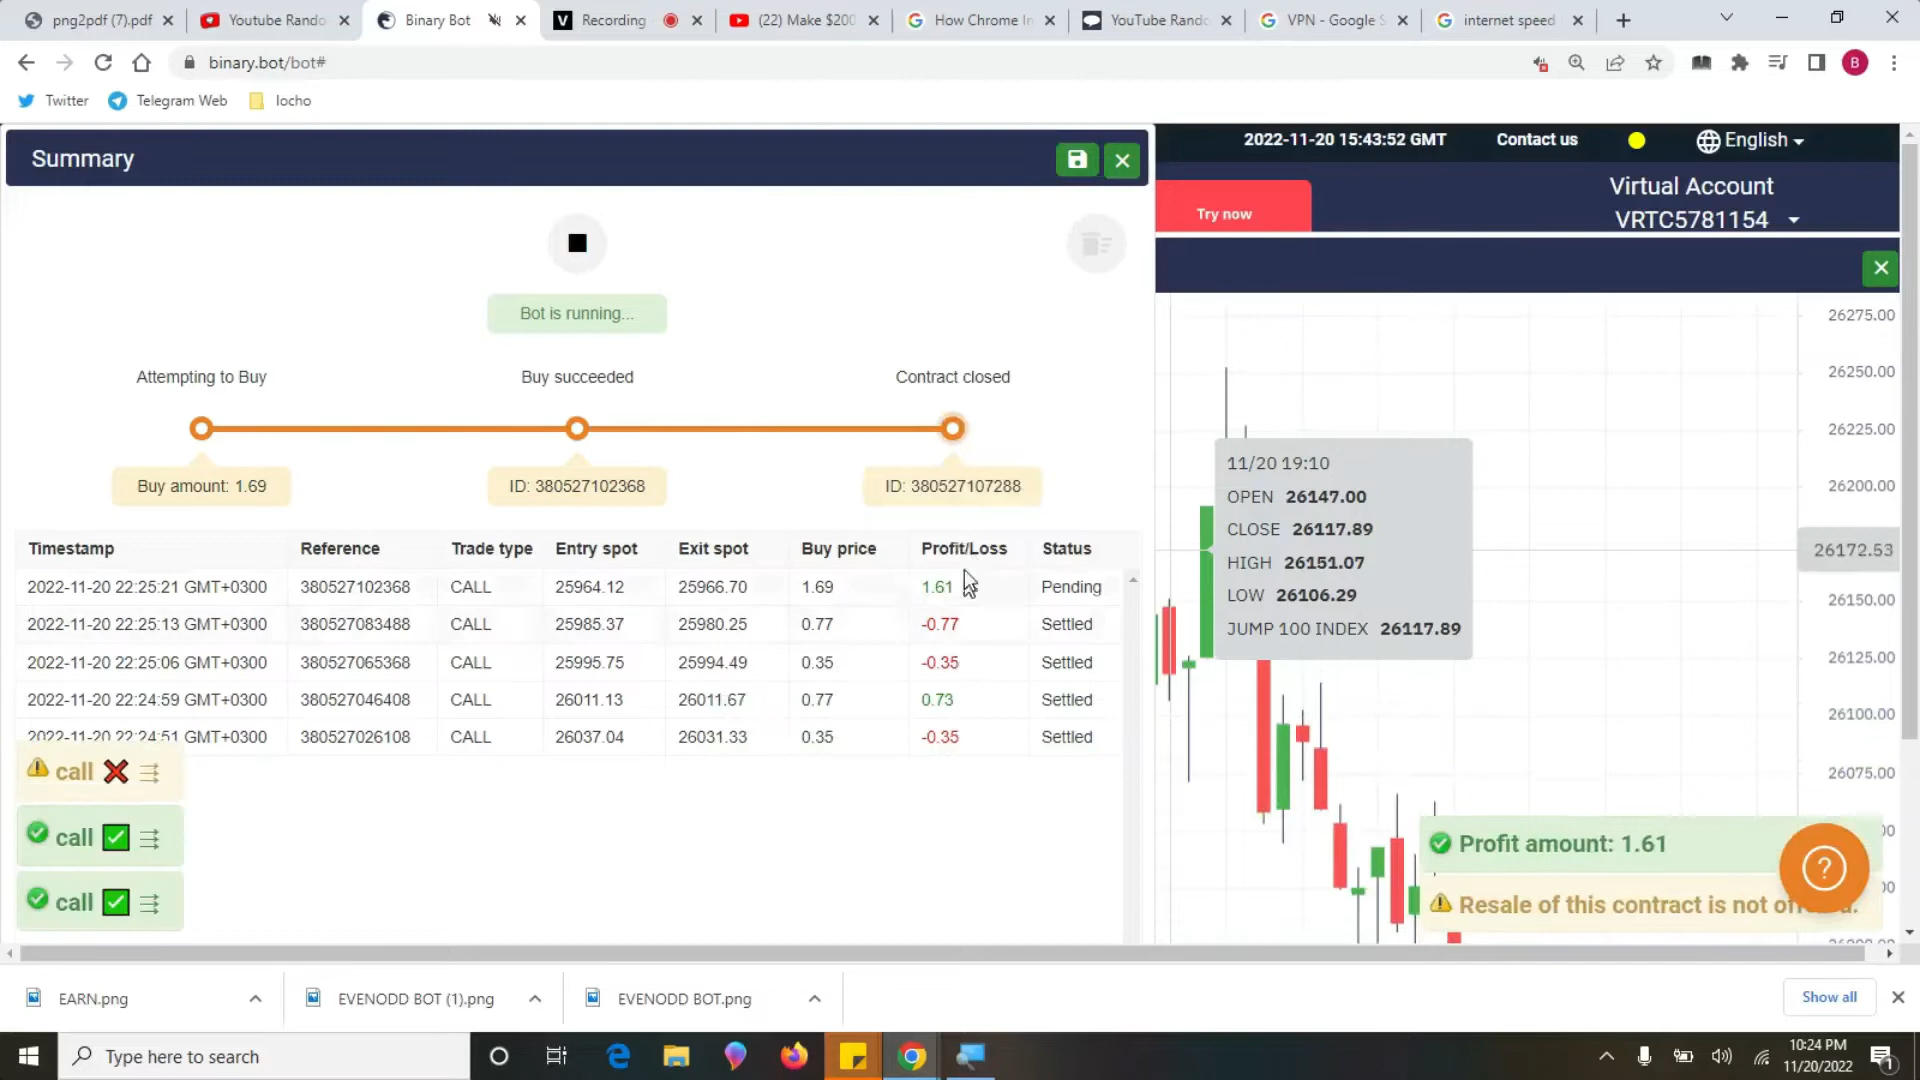 png2pdf (7).pdf
Youtube Rando
Binary Bot
Recording
(22) Make $200
How Chrome In
YouTube Rando
VPN - Google S
internet speed
binary.bot/bot#
B
Twitter
Telegram Web
locho
Summary
2022-11-20 15:43:52 GMT
Contact us
English
Try now
Virtual Account
VRTC5781154
Bot is running...
Attempting to Buy
Buy succeeded
Contract closed
Buy amount: 1.69
ID: 380527102368
ID: 380527107288
Timestamp Reference Trade type Entry spot Exit spot Buy price Profit/Loss Status
2022-11-20 22:25:21 GMT+0300 380527102368 CALL 25964.12 25966.70 1.69 1.61 Pending
2022-11-20 22:25:13 GMT+0300 380527083488 CALL 25985.37 25980.25 0.77 -0.77 Settled
2022-11-20 22:25:06 GMT+0300 380527065368 CALL 25995.75 25994.49 0.35 -0.35 Settled
2022-11-20 22:24:59 GMT+0300 380527046408 CALL 26011.13 26011.67 0.77 0.73 Settled
2022-11-20 22:24:51 GMT+0300 380527026108 CALL 26037.04 26031.33 0.35 -0.35 Settled
call
call
call
11/20 19:10
OPEN 26147.00
CLOSE 26117.89
HIGH 26151.07
LOW 26106.29
JUMP 100 INDEX 26117.89
26275.00
26250.00
26225.00
26200.00
26172.53
26150.00
26125.00
26100.00
26075.00
Profit amount: 1.61
Resale of this contract is not
?
EARN.png
EVENODD BOT (1).png
EVENODD BOT.png
Show all
Type here to search
10:24 PM
11/20/2022
1